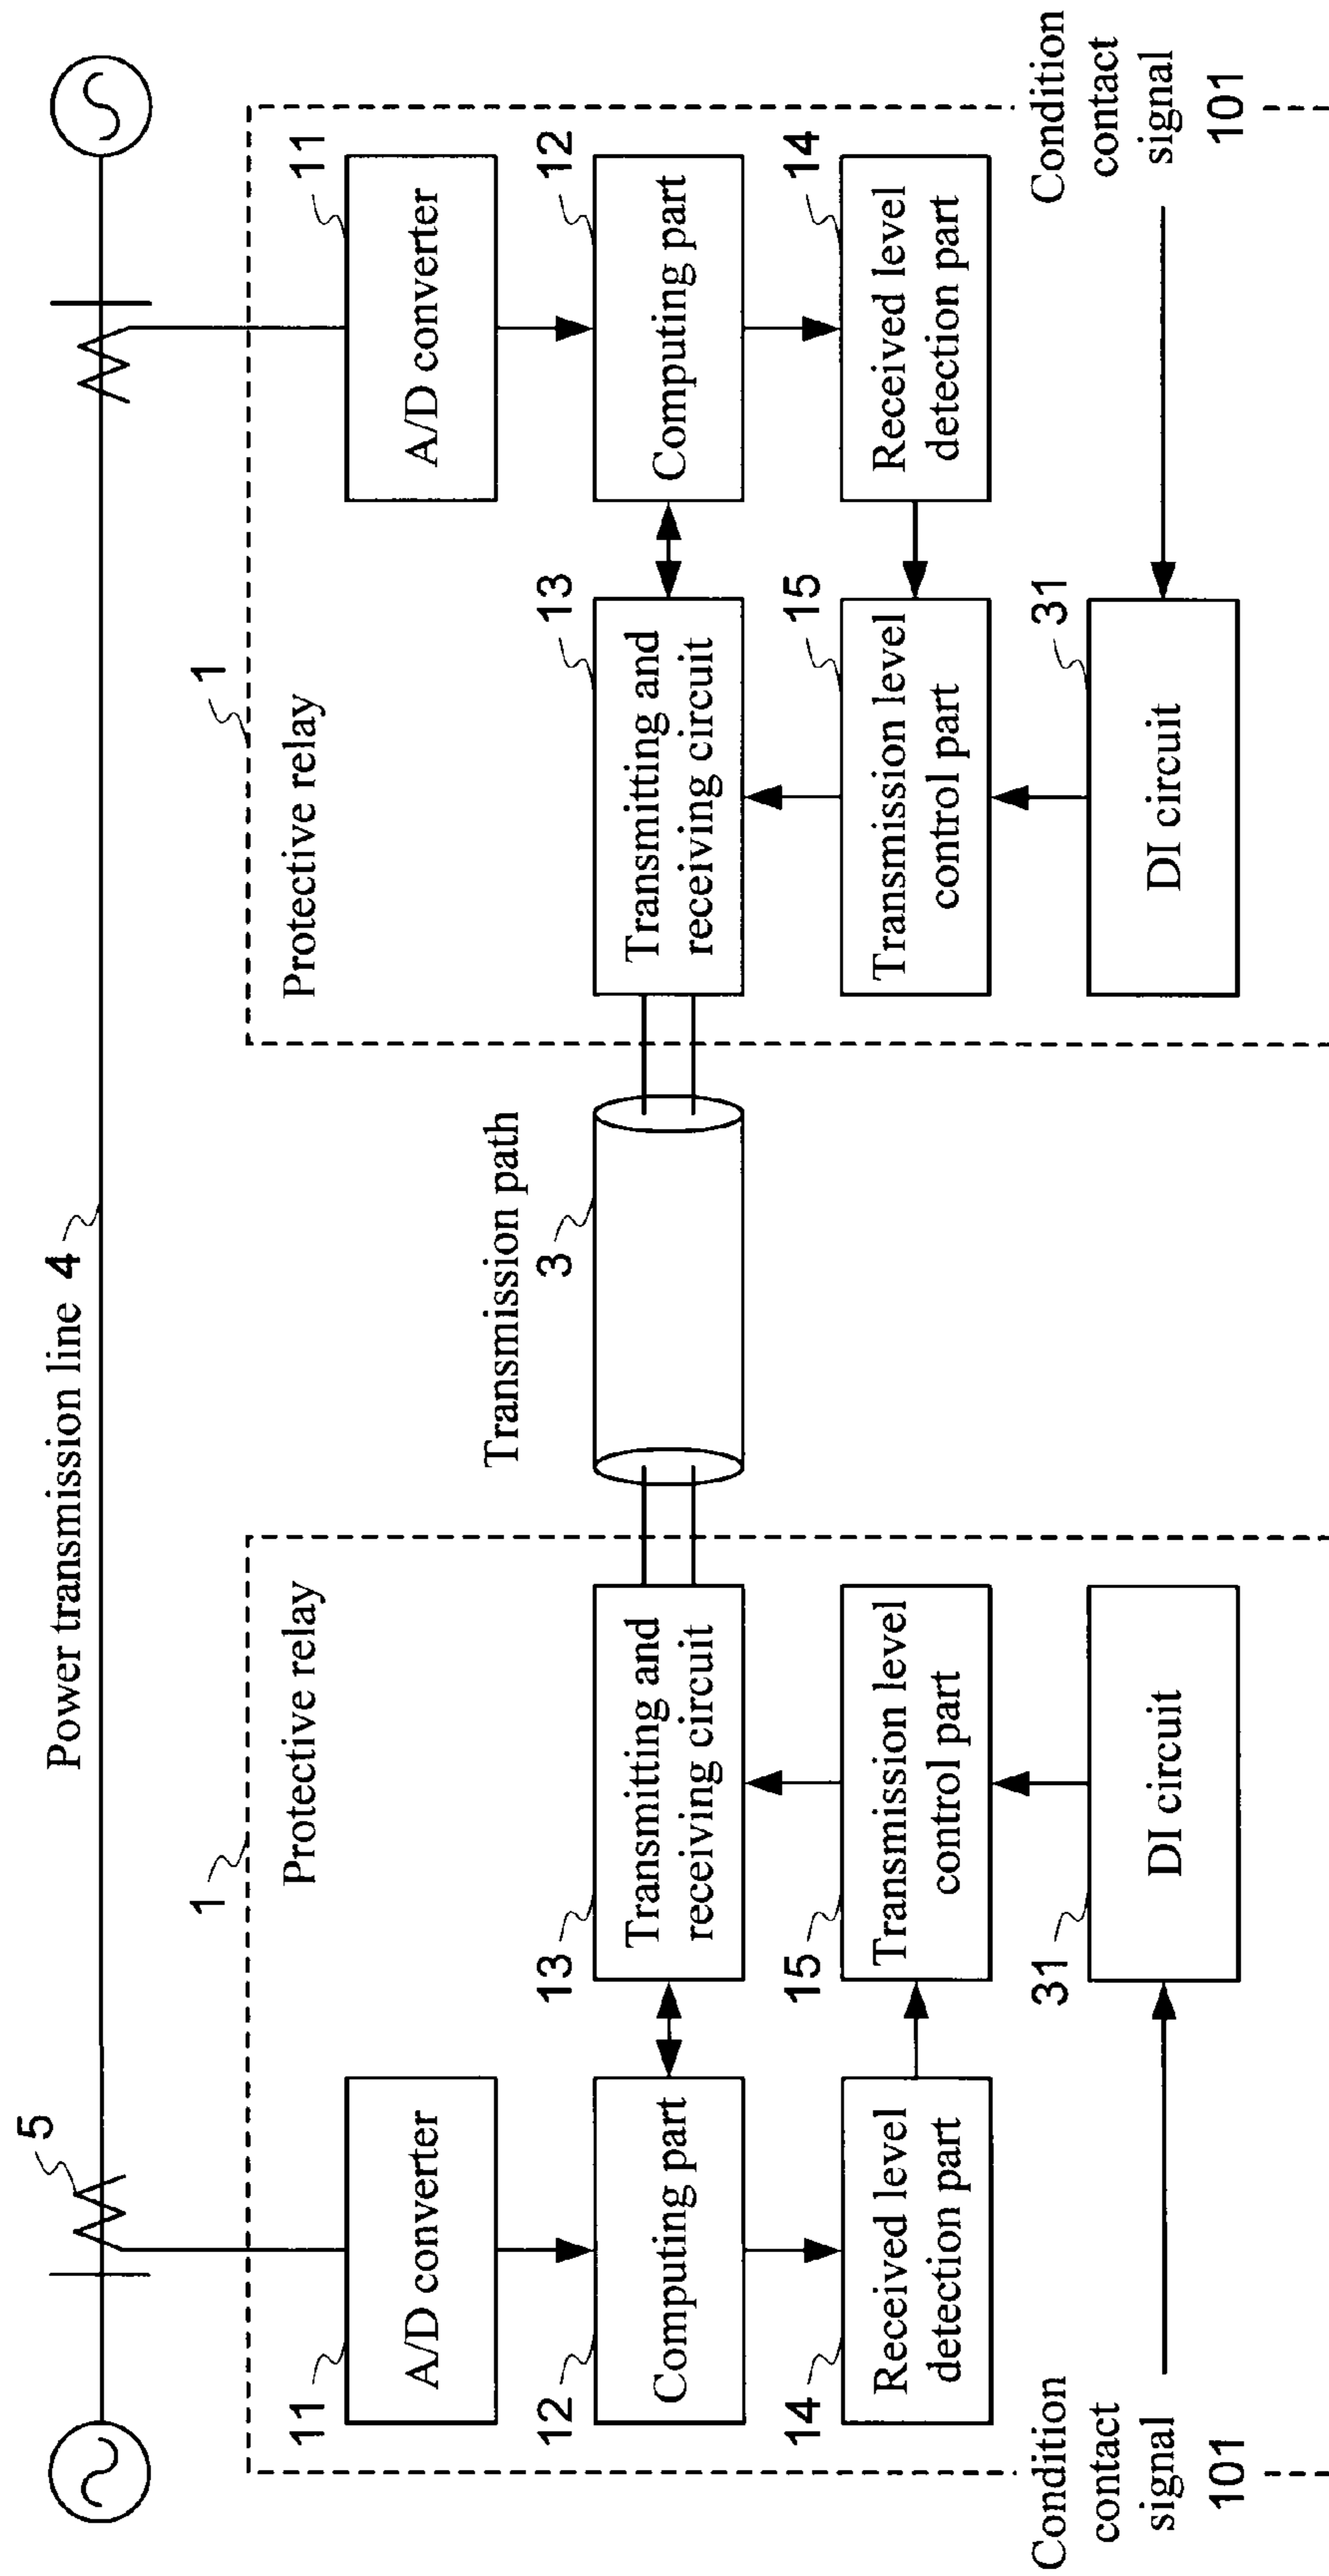 Power transmission line 4
5
1
Protective relay
11
A/D converter
12
Computing part
13
Transmitting and
receiving circuit
14
Received level
detection part
15
Transmission level
control part
31
DI circuit
Condition
contact
signal
101
Transmission path
3
1
Protective relay
11
A/D converter
13
Transmitting and
receiving circuit
12
Computing part
15
Transmission level
control part
14
Received level
detection part
31
DI circuit
Condition
contact
signal
101